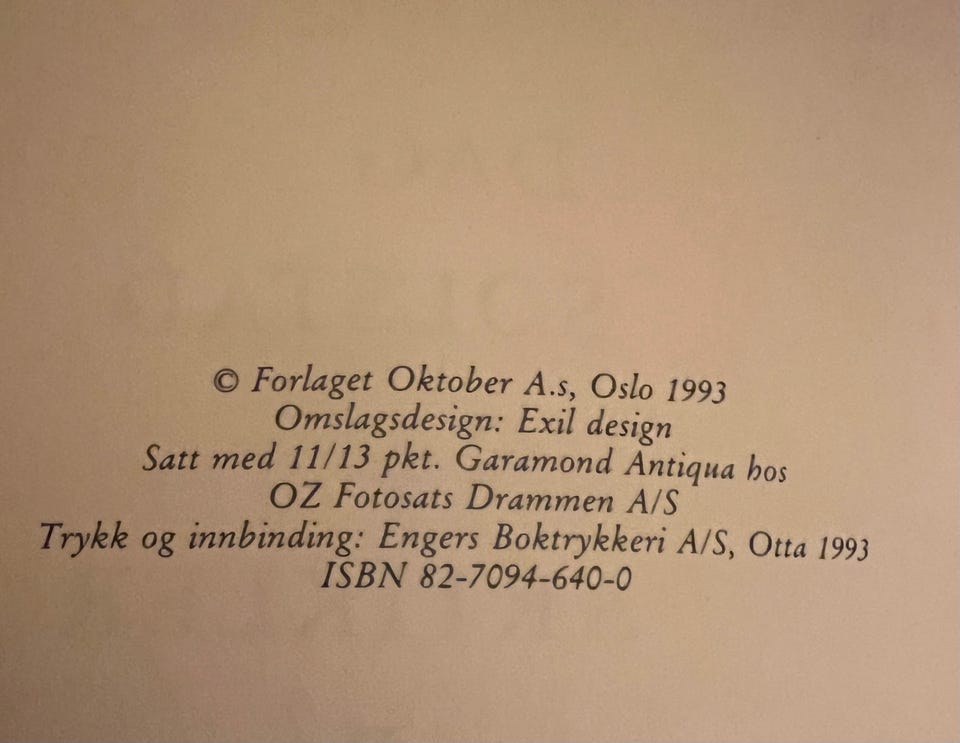 © Forlaget Oktober A.s, Oslo 1993
Omslagsdesign: Exil design
Satt med 11/13 pkt. Garamond Antiqua hos
OZ Fotosats Drammen A/S
Trykk og innbinding: Engers Boktrykkeri A/S, Otta 1993
ISBN 82-7094-640-0